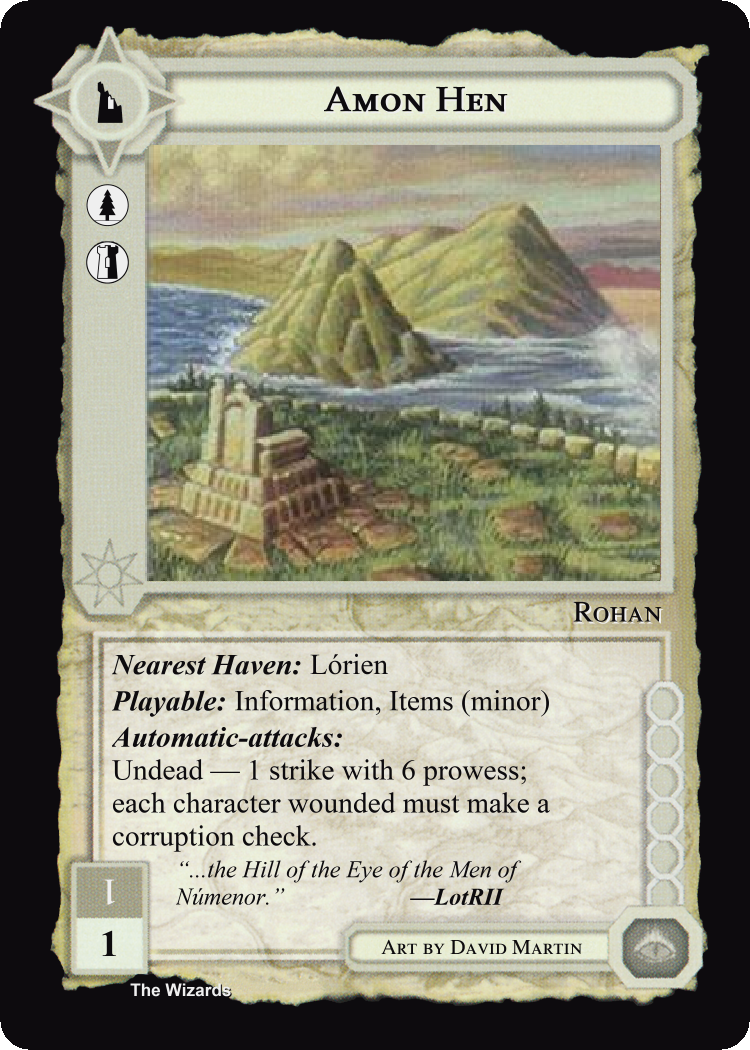 Amon Hen
Rohan
Nearest Haven: Lórien
Playable: Information, Items (minor)
Automatic-attacks:
Undead — 1 strike with 6 prowess;
each character wounded must make a
corruption check.
“...the Hill of the Eye of the Men of
Númenor.” —LotRII
1
1
Art by David Martin
The Wizards